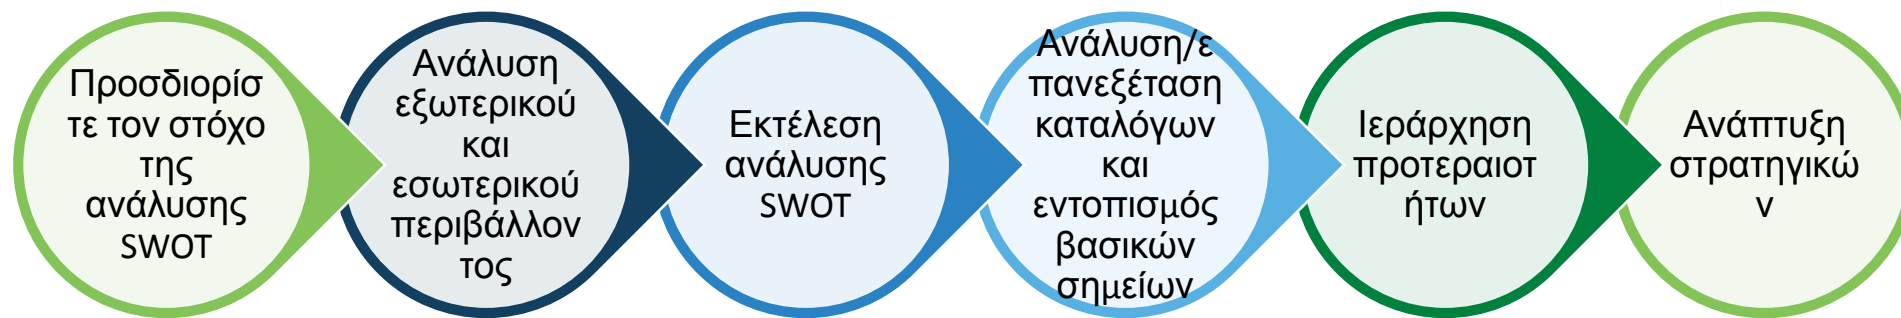 Προσδιορίσ
τε τον στόχο
της
ανάλυσης
SWOT
Ανάλυση
εξωτερικού
και
εσωτερικού
περιβάλλον
τος
Εκτέλεση
ανάλυσης
SWOT
Ανάλυση/ε
πανεξέταση
καταλόγων
και
εντοπισμός
βασικών
σημείων
Ιεράρχηση
προτεραιοτ
ήτων
Ανάπτυξη
στρατηγικώ
ν